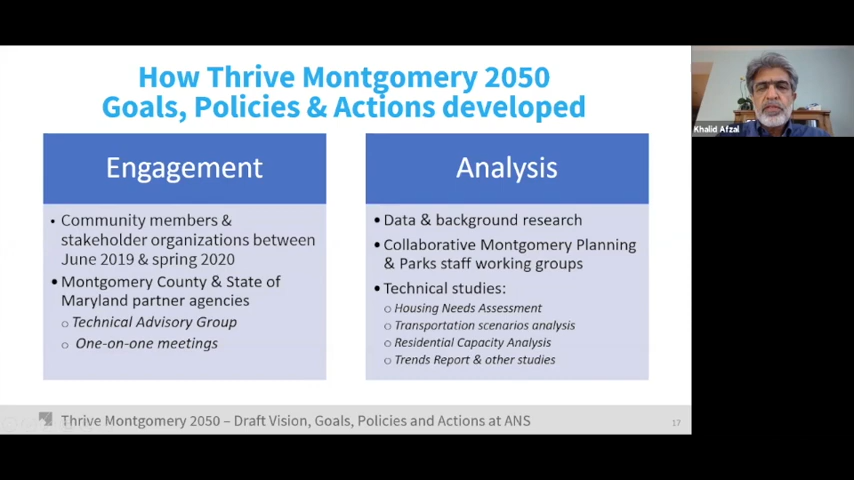 How Thrive Montgomery 2050
Goals, Policies & Actions developed
Engagement
• Community members &
stakeholder organizations between
June 2019 & spring 2020
• Montgomery County & State of
Maryland partner agencies
○ Technical Advisory Group
○ One-on-one meetings
Analysis
• Data & background research
• Collaborative Montgomery Planning
& Parks staff working groups
• Technical studies:
○ Housing Needs Assessment
○ Transportation scenarios analysis
○ Residential Capacity Analysis
○ Trends Report & other studies
Thrive Montgomery 2050 – Draft Vision, Goals, Policies and Actions at ANS
17
Khalid Afzal